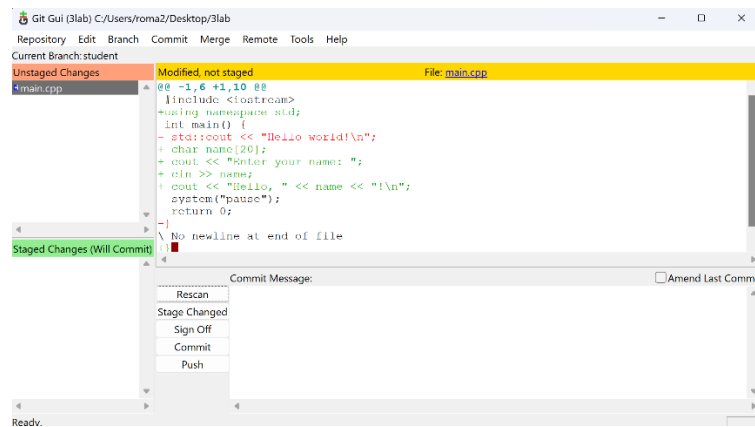 Git Gui (3lab) C:/Users/roma2/Desktop/3lab
Repository Edit Branch Commit Merge Remote Tools Help
Current Branch: student
Unstaged Changes
main.cpp
Staged Changes (Will Commit)
Modified, not staged File: main.cpp
@@ -1,6 +1,10 @@
#include <iostream>
+using namespace std;
int main() {
- std::cout << "Hello world!\n";
+ char name[20];
+ cout << "Enter your name: ";
+ cin >> name;
+ cout << "Hello, " << name << "!\n";
system("pause");
return 0;
-}
\ No newline at end of file
+}
Commit Message: Amend Last Comm
Rescan
Stage Changed
Sign Off
Commit
Push
Ready.